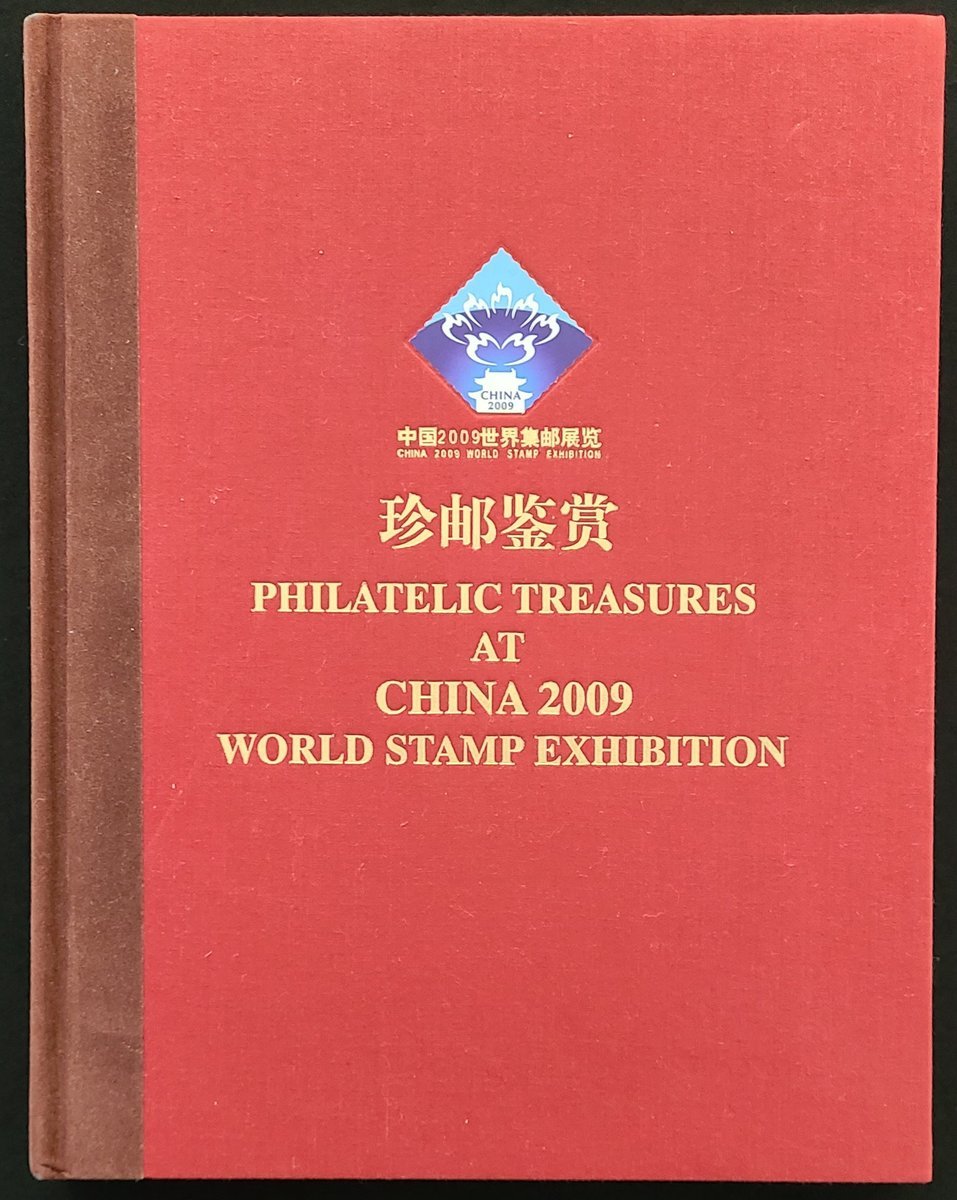 CHINA
2009
中国2009世界集邮展览
CHINA 2009 WORLD STAMP EXHIBITION
珍邮鉴赏
PHILATELIC TREASURES
AT
CHINA 2009
WORLD STAMP EXHIBITION